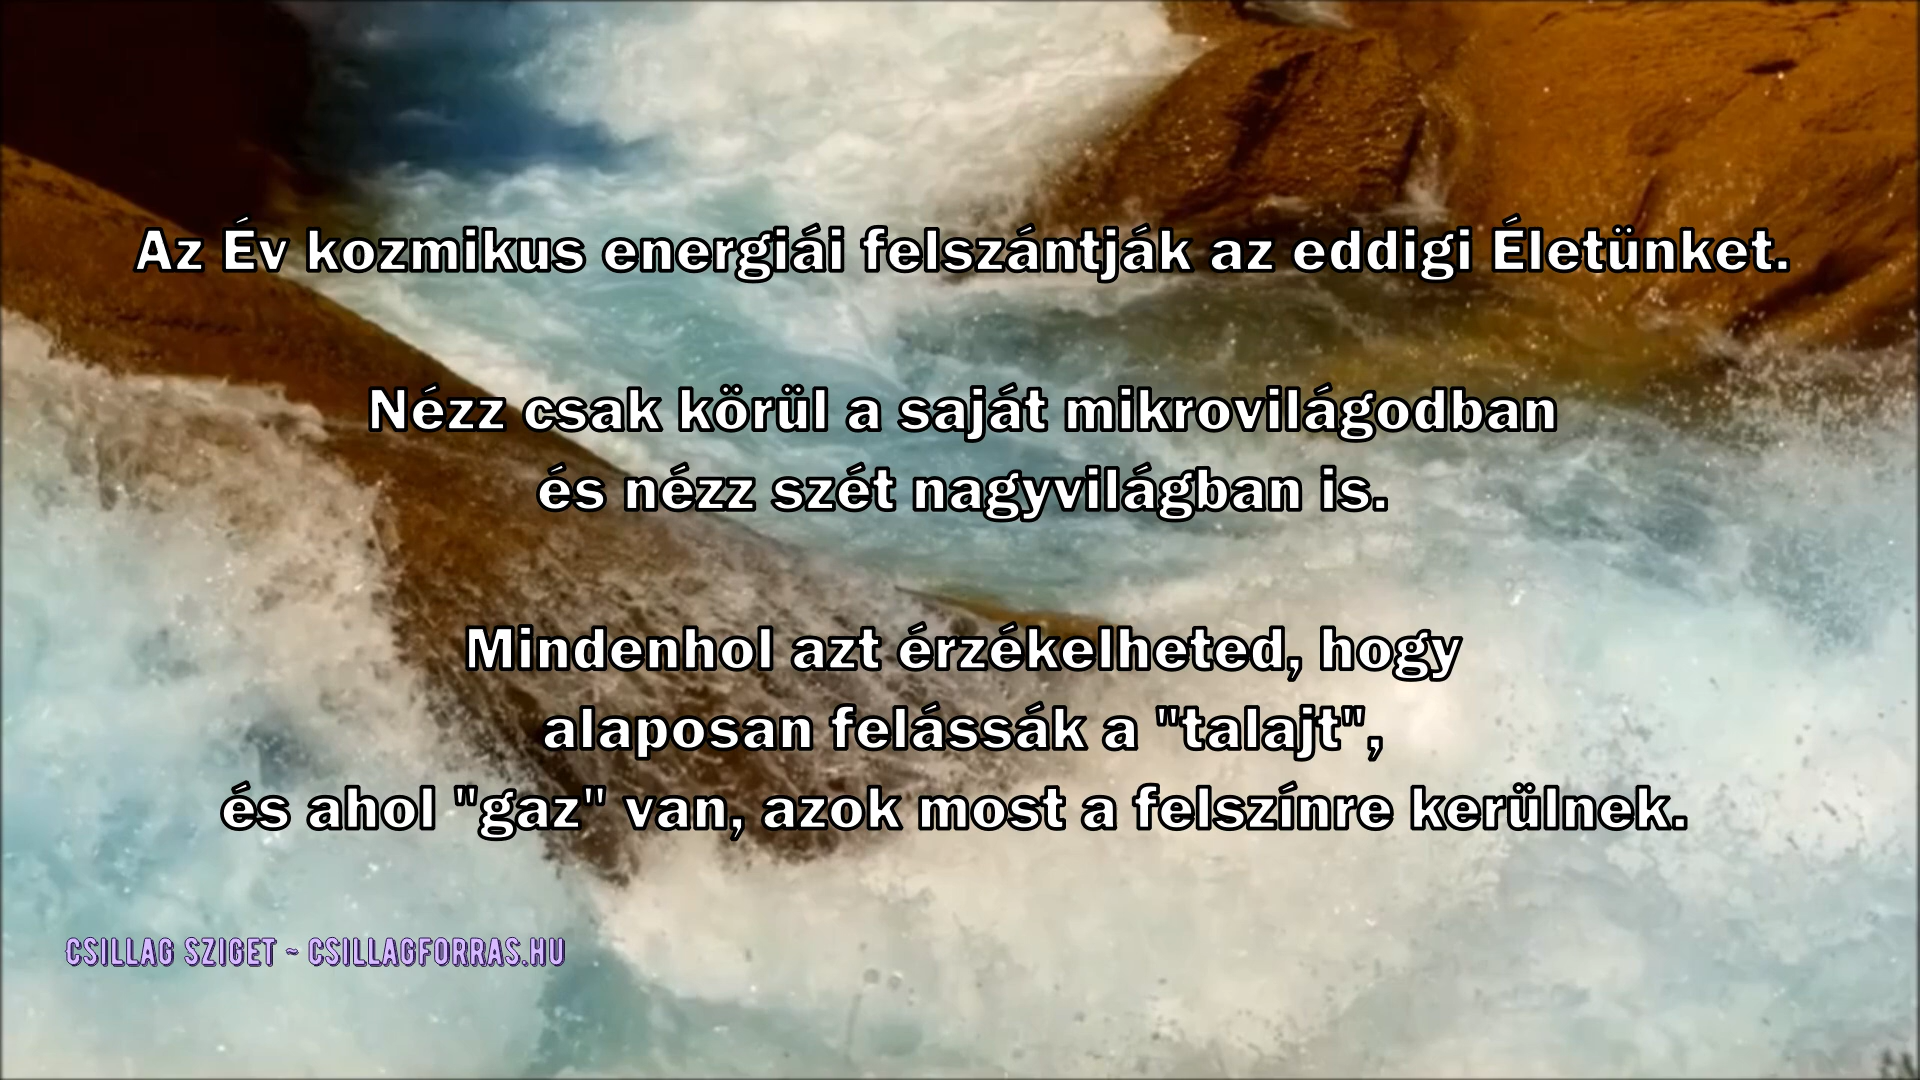 Az Év kozmikus energiái felszántják az eddigi Életünket.
Nézz csak körül a saját mikrovilágodban
és nézz szét nagyvilágban is.
Mindenhol azt érzékelheted, hogy
alaposan felássák a "talajt",
és ahol "gaz" van, azok most a felszínre kerülnek.
CSILLAG SZIGET ~ CSILLAGFORRAS.HU